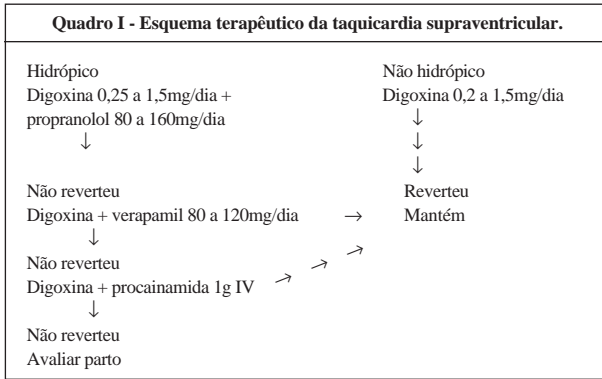 Quadro I - Esquema terapêutico da taquicardia supraventricular.
Hidrópico
Digoxina 0,25 a 1,5mg/dia +
propranolol 80 a 160mg/dia
↓
Não hidrópico
Digoxina 0,2 a 1,5mg/dia
↓
↓
↓
Não reverteu
Digoxina + verapamil 80 a 120mg/dia →
↓
Reverteu
Mantém
Não reverteu
Digoxina + procainamida 1g IV
↓
Não reverteu
Avaliar parto